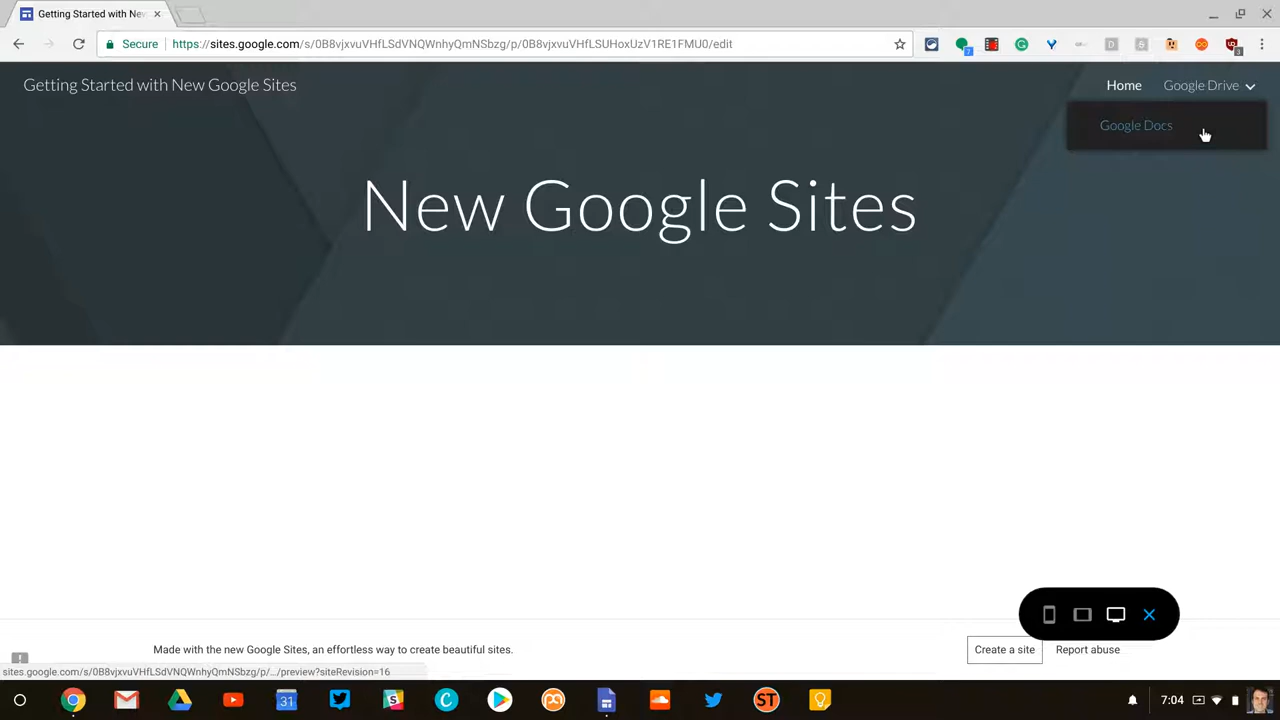 Getting Started with New
Secure https://sites.google.com/s/0B8vjxvuVHfLSdVNQWnhyQmNSbzg/p/0B8vjxvuVHfLSUHoxUzV1RE1FMU0/edit
Getting Started with New Google Sites
Home Google Drive
Google Docs
New Google Sites
Made with the new Google Sites, an effortless way to create beautiful sites.
Create a site Report abuse
sites.google.com/s/0B8vjxvuVHfLSdVNQWnhyQmNSbzg/p/.../preview?siteRevision=16
31 ST 7:04